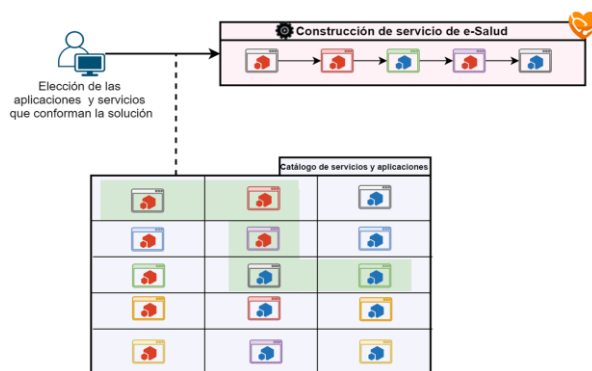 Construcción de servicio de e-Salud
Elección de las
aplicaciones y servicios
que conforman la solución
Catálogo de servicios y aplicaciones